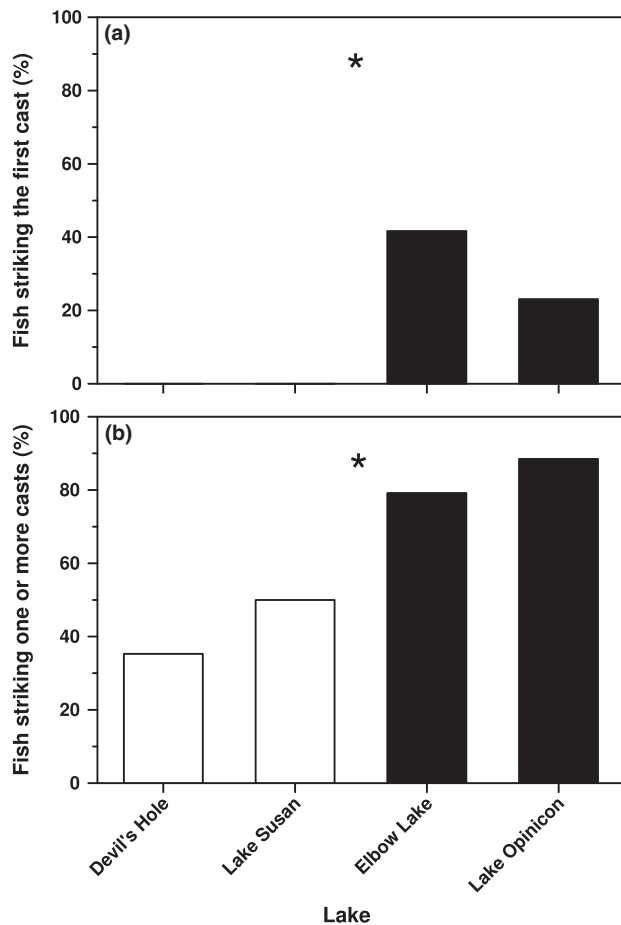 (a)
Fish striking the first cast (%)
100
80
60
40
20
0
*
(b)
Fish striking one or more casts (%)
100
80
60
40
20
0
*
Devil's Hole
Lake Susan
Elbow Lake
Lake Opinicon
Lake